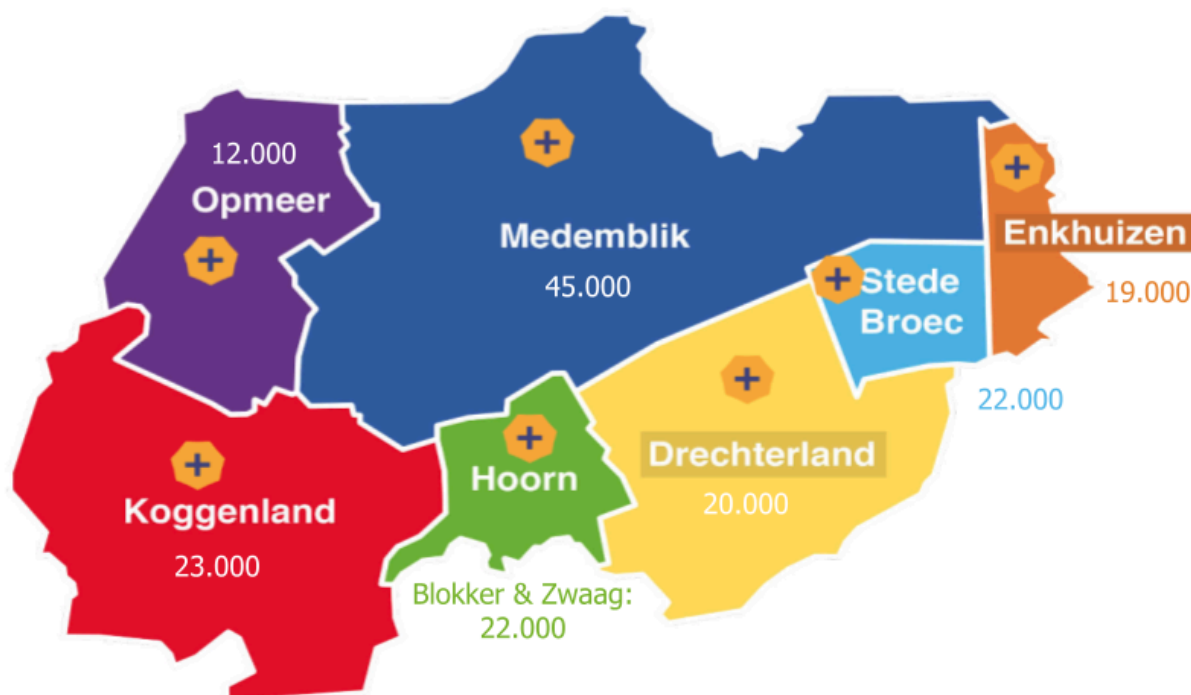 12.000
Opmeer
Medemblik
45.000
Enkhuizen
19.000
Stede
Broec
22.000
Drechterland
20.000
Hoorn
Blokker & Zwaag:
22.000
Koggenland
23.000